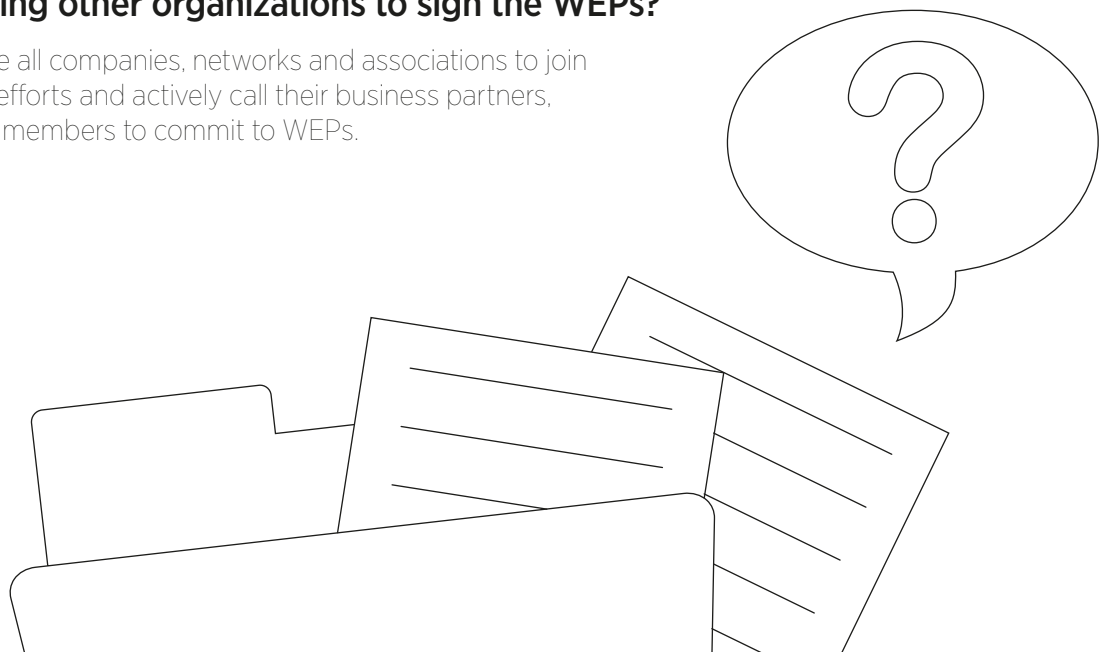 ing other organizations to sign the WEPs?
e all companies, networks and associations to join
efforts and actively call their business partners,
members to commit to WEPs.
?